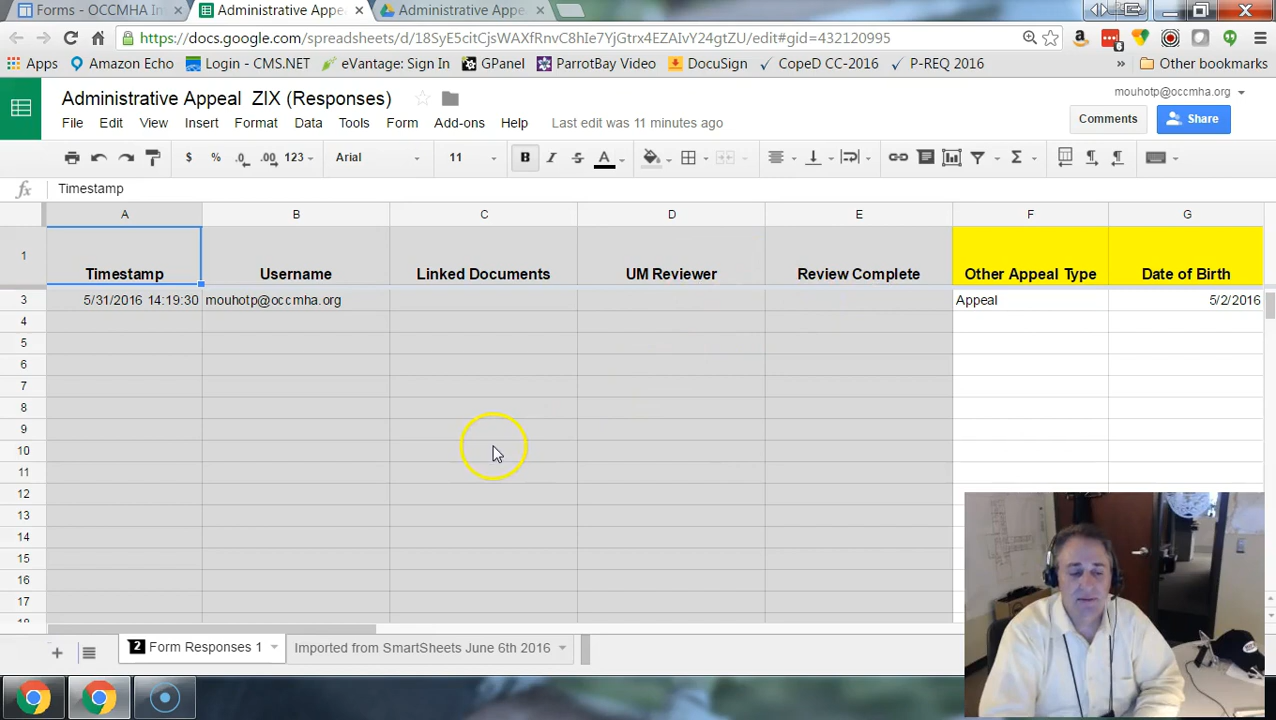 Forms - OCCMHA In
Administrative Appea
Administrative Appe
https://docs.google.com/spreadsheets/d/18SyE5citCjsWAXfRnvC8hIe7YjGtrx4EZAIvY24gtZU/edit#gid=432120995
6
Apps
Amazon Echo
Login - CMS.NET
eVantage: Sign In
GPanel
ParrotBay Video
DocuSign
CopeD CC-2016
P-REQ 2016
»
Other bookmarks
Administrative Appeal ZIX (Responses)
mouhotp@occmha.org
File Edit View Insert Format Data Tools Form Add-ons Help Last edit was 11 minutes ago
Comments
Share
$ % .0 .00 123 Arial 11 B I S A
fx Timestamp
A B C D E F G
1 Timestamp Username Linked Documents UM Reviewer Review Complete Other Appeal Type Date of Birth
3 5/31/2016 14:19:30 mouhotp@occmha.org Appeal 5/2/2016
4
5
6
7
8
9
10
11
12
13
14
15
16
17
2 Form Responses 1
Imported from SmartSheets June 6th 2016